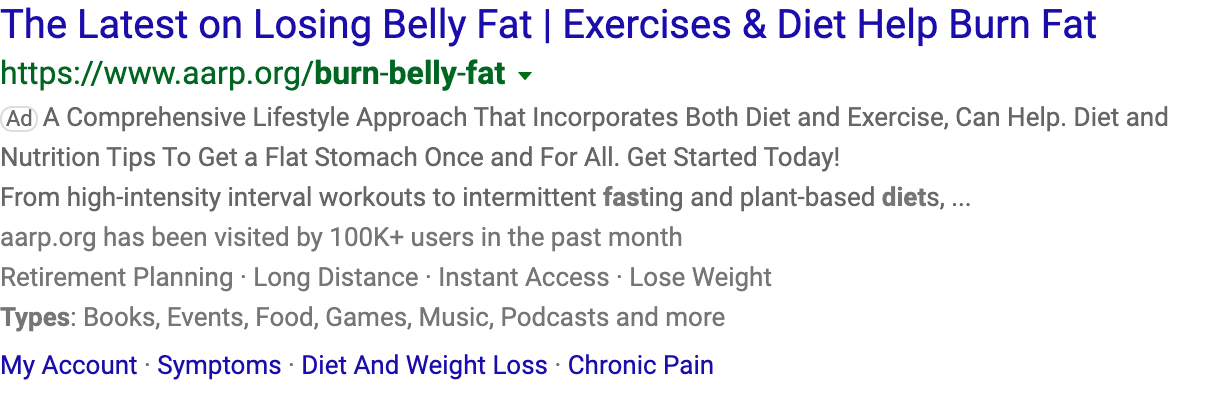 The Latest on Losing Belly Fat | Exercises & Diet Help Burn Fat
https://www.aarp.org/burn-belly-fat
Ad A Comprehensive Lifestyle Approach That Incorporates Both Diet and Exercise, Can Help. Diet and
Nutrition Tips To Get a Flat Stomach Once and For All. Get Started Today!
From high-intensity interval workouts to intermittent fasting and plant-based diets, ...
aarp.org has been visited by 100K+ users in the past month
Retirement Planning · Long Distance · Instant Access · Lose Weight
Types: Books, Events, Food, Games, Music, Podcasts and more
My Account · Symptoms · Diet And Weight Loss · Chronic Pain